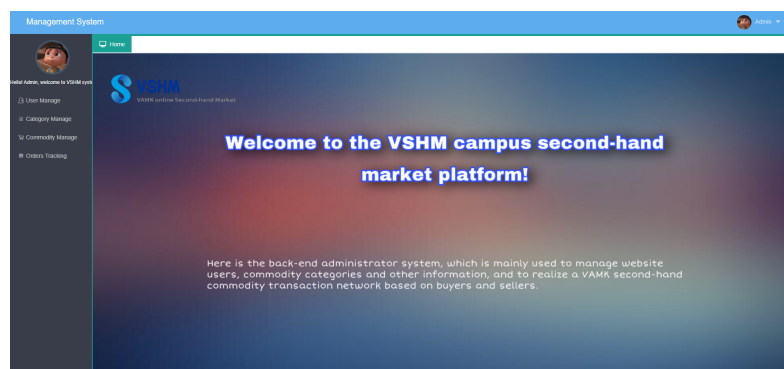 Management System
Admin
Home
Hello! Admin, welcome to VSHM syst
User Manage
Category Manage
Commodity Manage
Orders Tracking
VSHM
VAMK online Second-hand Market
Welcome to the VSHM campus second-hand
market platform!
Here is the back-end administrator system, which is mainly used to manage website
users, commodity categories and other information, and to realize a VAMK second-hand
commodity transaction network based on buyers and sellers.